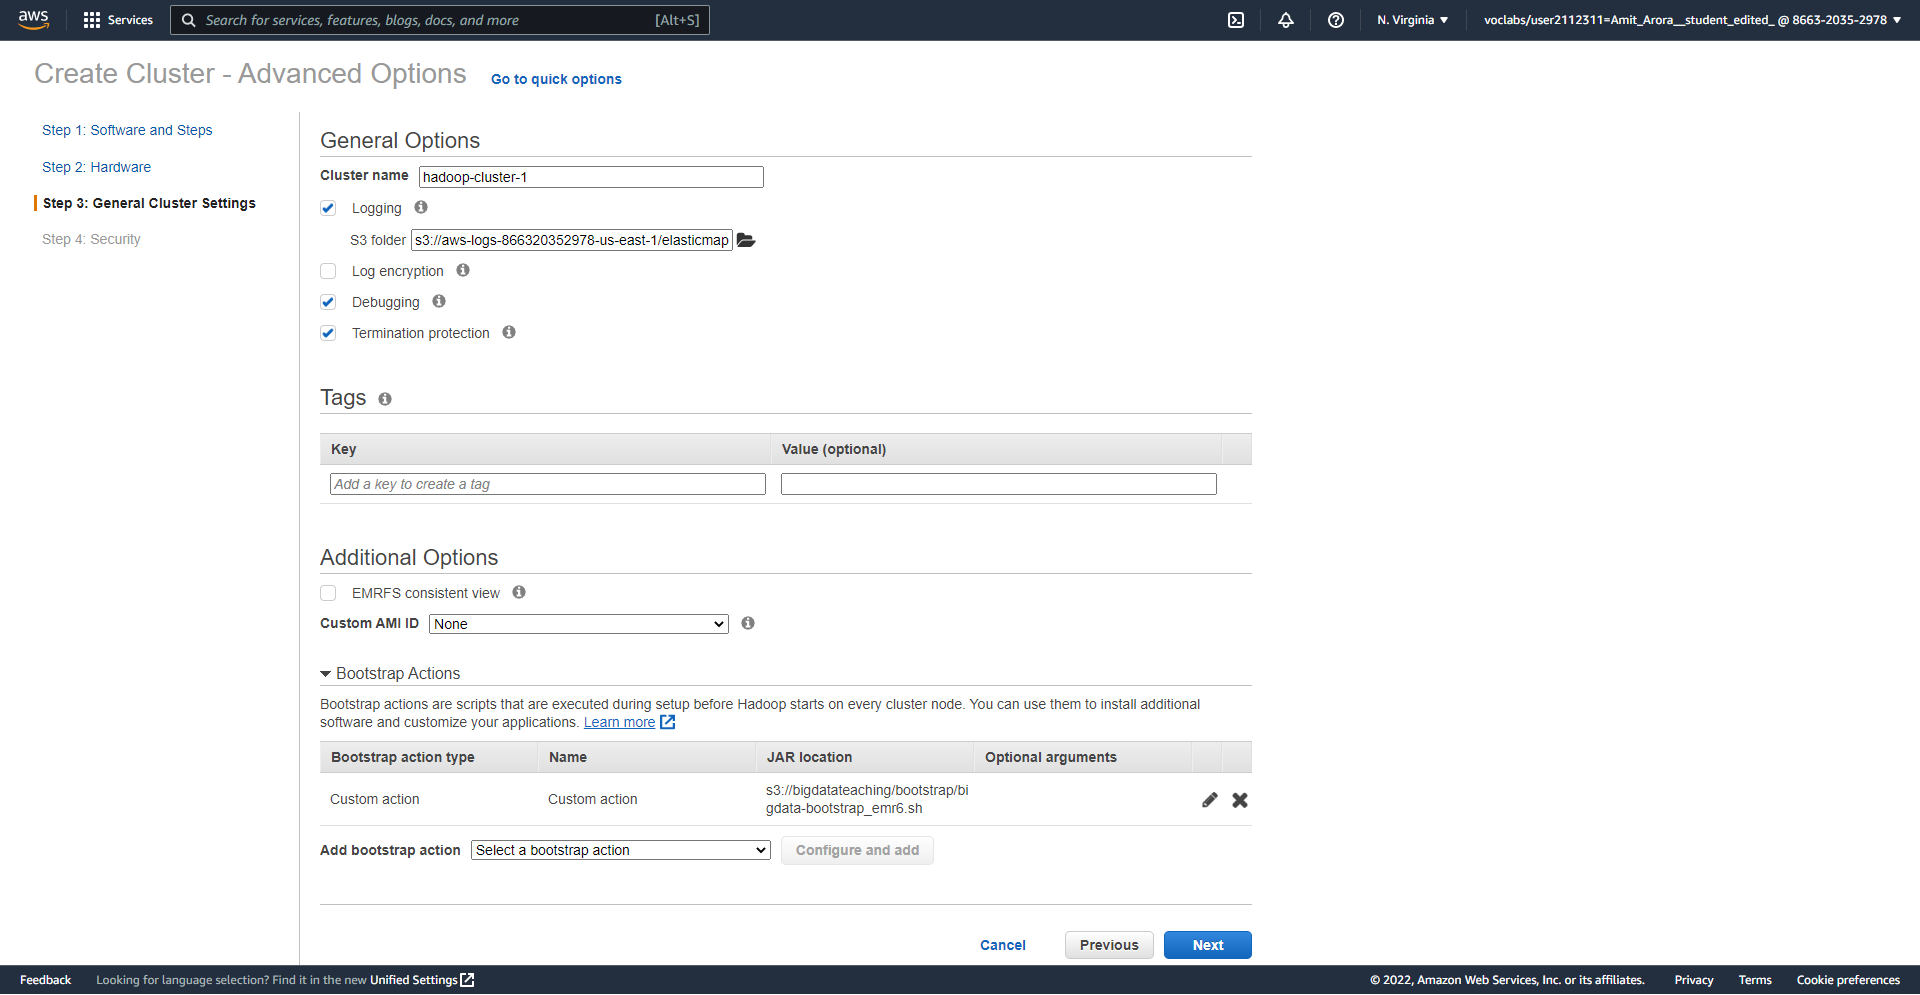 aws
Services
Search for services, features, blogs, docs, and more [Alt+S]
N. Virginia
voclabs/user2112311=Amit_Arora__student_edited_ @ 8663-2035-2978
Create Cluster - Advanced Options
Go to quick options
Step 1: Software and Steps
Step 2: Hardware
Step 3: General Cluster Settings
Step 4: Security
General Options
Cluster name hadoop-cluster-1
Logging
S3 folder s3://aws-logs-866320352978-us-east-1/elasticmap
Log encryption
Debugging
Termination protection
Tags
Key Value (optional)
Add a key to create a tag
Additional Options
EMRFS consistent view
Custom AMI ID None
Bootstrap Actions
Bootstrap actions are scripts that are executed during setup before Hadoop starts on every cluster node. You can use them to install additional
software and customize your applications. Learn more
Bootstrap action type Name JAR location Optional arguments
Custom action Custom action s3://bigdatateaching/bootstrap/bi
gdata-bootstrap_emr6.sh
Add bootstrap action Select a bootstrap action Configure and add
Cancel Previous Next
Feedback Looking for language selection? Find it in the new Unified Settings © 2022, Amazon Web Services, Inc. or its affiliates. Privacy Terms Cookie preferences